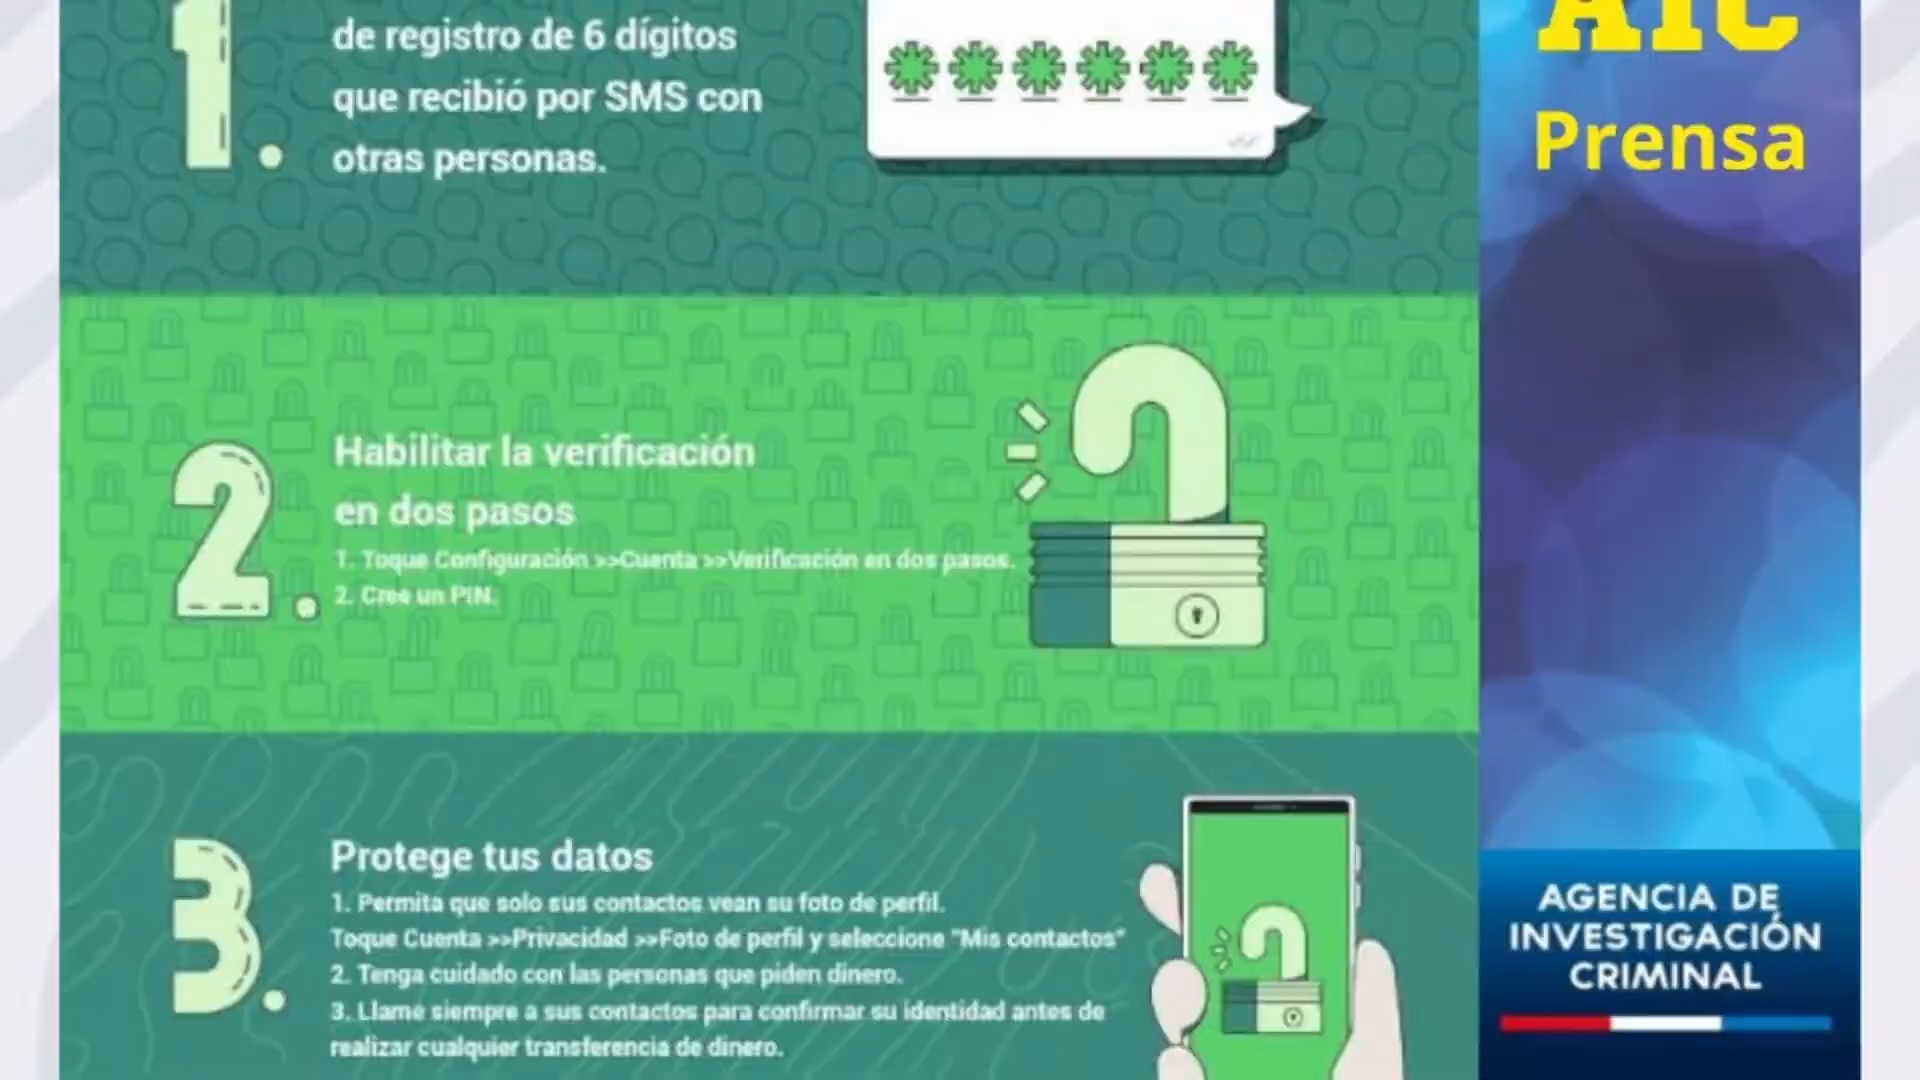 1.
de registro de 6 dígitos
que recibió por SMS con
otras personas.
2.
Habilitar la verificación
en dos pasos
1. Toque Configuración >>Cuenta >>Verificación en dos pasos.
2. Cree un PIN.
3.
Protege tus datos
1. Permita que solo sus contactos vean su foto de perfil.
Toque Cuenta >>Privacidad >>Foto de perfil y seleccione "Mis contactos"
2. Tenga cuidado con las personas que piden dinero.
3. Llame siempre a sus contactos para confirmar su identidad antes de
realizar cualquier transferencia de dinero.
AIC
Prensa
AGENCIA DE
INVESTIGACIÓN
CRIMINAL